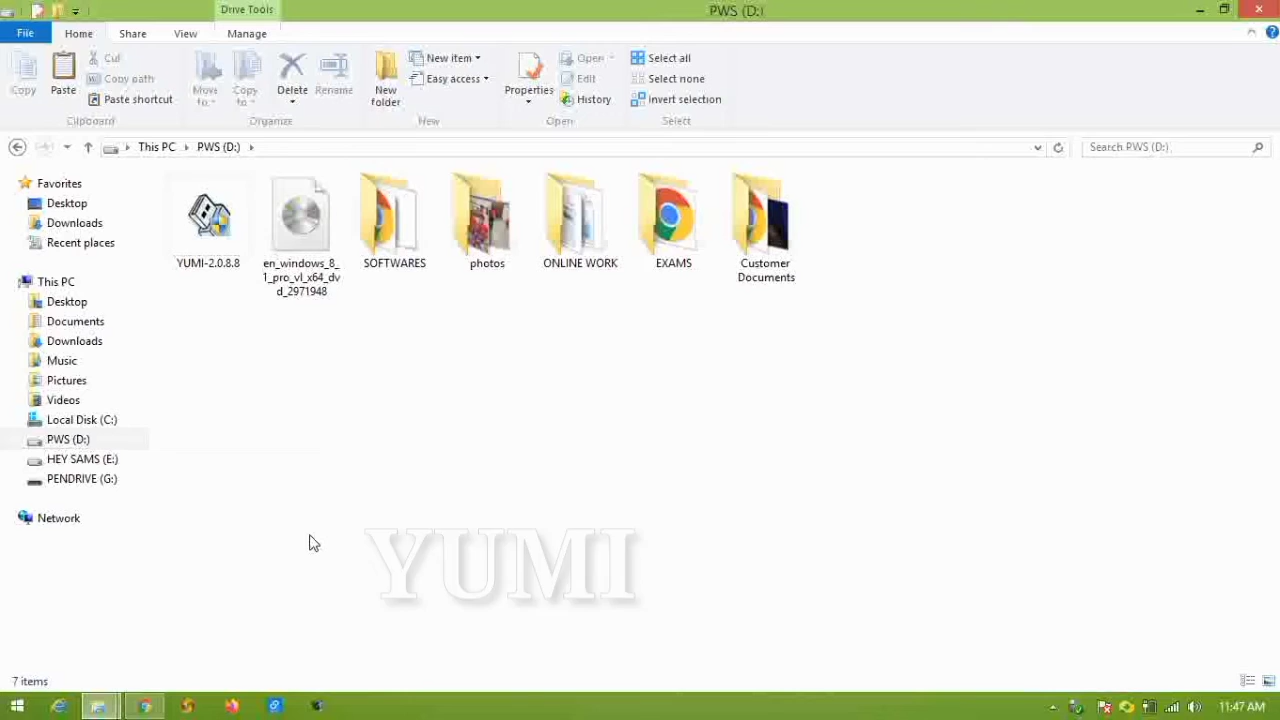 Drive Tools
PWS (D:)
File
Home
Share
View
Manage
Copy
Paste
Cut
Copy path
Paste shortcut
Clipboard
Move to
Copy to
Delete
Rename
Organize
New folder
New item
Easy access
New
Properties
Open
Edit
History
Open
Select all
Select none
Invert selection
Select
This PC
PWS (D:)
Search PWS (D:)
Favorites
Desktop
Downloads
Recent places
This PC
Desktop
Documents
Downloads
Music
Pictures
Videos
Local Disk (C:)
PWS (D:)
HEY SAMS (E:)
PENDRIVE (G:)
Network
YUMI-2.0.8.8
en_windows_8_
1_pro_vl_x64_dv
d_2971948
SOFTWARES
photos
ONLINE WORK
EXAMS
Customer
Documents
YUMI
7 items
11:47 AM